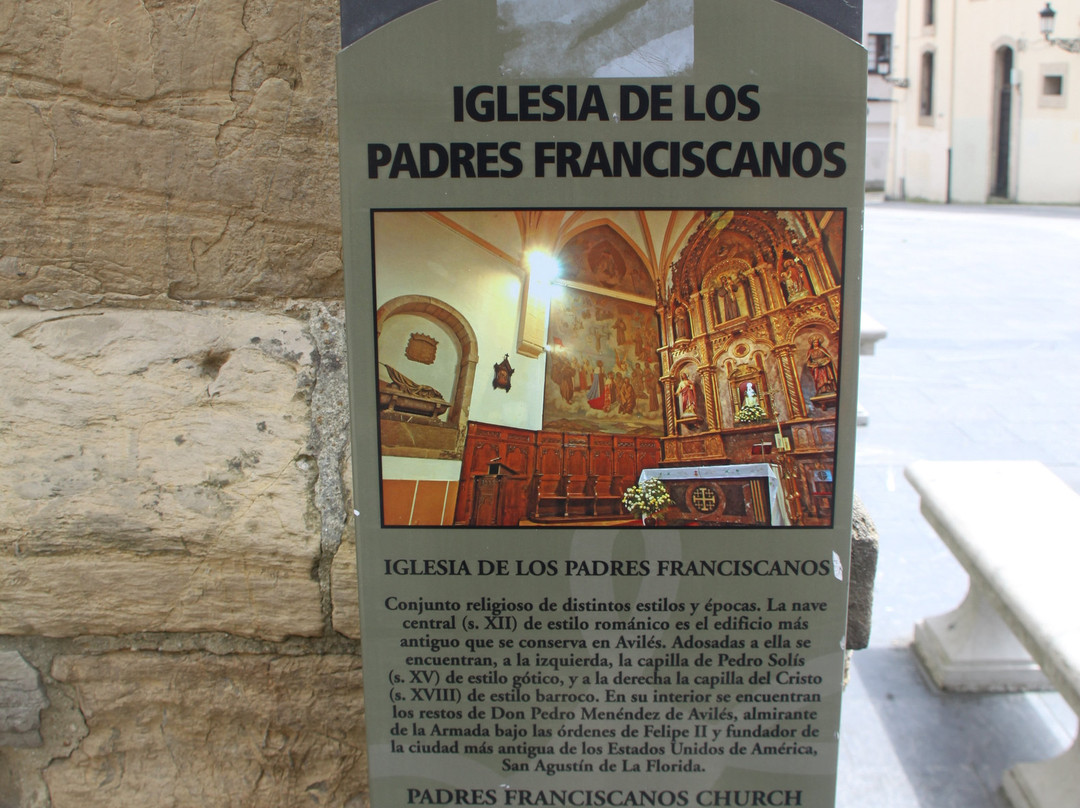 IGLESIA DE LOS
PADRES FRANCISCANOS
IGLESIA DE LOS PADRES FRANCISCANOS
Conjunto religioso de distintos estilos y épocas. La nave
central (s. XII) de estilo románico es el edificio más
antiguo que se conserva en Avilés. Adosadas a ella se
encuentran, a la izquierda, la capilla de Pedro Solís
(s. XV) de estilo gótico, y a la derecha la capilla del Cristo
(s. XVIII) de estilo barroco. En su interior se encuentran
los restos de Don Pedro Menéndez de Avilés, almirante
de la Armada bajo las órdenes de Felipe II y fundador de
la ciudad más antigua de los Estados Unidos de América,
San Agustín de La Florida.
PADRES FRANCISCANOS CHURCH